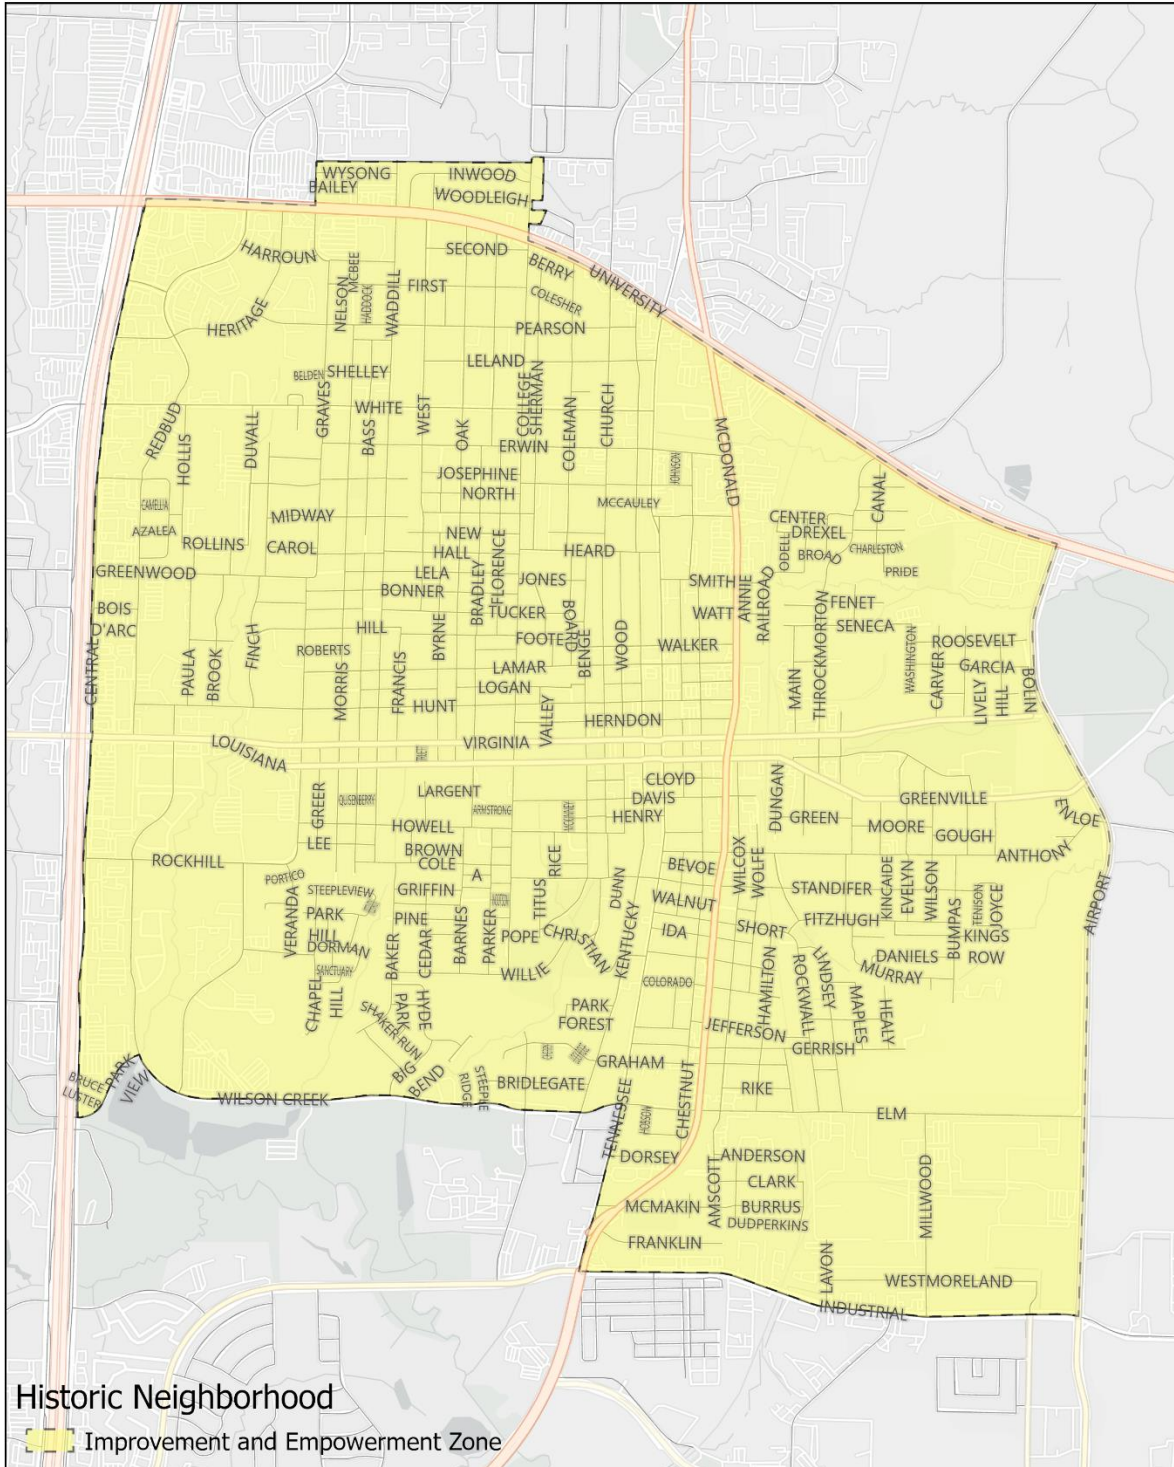 WYSONG
INWOOD
BAILEY
WOODLEIGH
HARROUN
SECOND
BERRY
UNIVERSITY
MCBEE
NELSON
HADDOCK
WADDILL
FIRST
COLESHER
HERITAGE
PEARSON
LELAND
BELDEN
SHELLEY
GRAVES
WHITE
WEST
COLLEGE
SHERMAN
CHURCH
COLEMAN
REDBUD
HOLLIS
DUVALL
BASS
OAK
ERWIN
MCDONALD
JOHNSON
JOSEPHINE
NORTH
CANAL
CAMELLIA
MCCAULEY
MIDWAY
CENTER
AZALEA
ROLLINS
CAROL
NEW
HALL
FLORENCE
HEARD
DREXEL
ODELL
BROAD
CHARLESTON
GREENWOOD
LELA
BRADLEY
JONES
SMITH
ANNIE
RAILROAD
PRIDE
BONNER
BOIS
D'ARC
TUCKER
BOARD
WATT
THROCKMORTON
FENET
HILL
BYRNE
FOOTE
BENGE
WOOD
WALKER
SENECA
FINCH
ROBERTS
WASHINGTON
ROOSEVELT
CENTRAL
PAULA
BROOK
MORRIS
FRANCIS
LAMAR
LOGAN
MAIN
CARVER
GARCIA
LIVELY
HILL
BOLIN
HUNT
VALLEY
HERNDON
LOUISIANA
VIRGINIA
CLOYD
GREER
QUISENBERRY
LARGENT
DAVIS
DUNGAN
GREENVILLE
ARMSTRONG
MCKINNEY
HENRY
GREEN
ENLOE
HOWELL
MOORE
GOUGH
LEE
BROWN
COLE
RICE
WILCOX
WOLFE
ANTHONY
ROCKHILL
A
BEVOE
PORTICO
STEEPLEVIEW
GRIFFIN
TITUS
DUNN
WALNUT
STANDIFER
KINCAIDE
EVELYN
WILSON
TENISON
JOYCE
AIRPORT
VERANDA
PARK
HILL
PINE
BARNES
PARKER
FITZHUGH
BUMPAS
KINGS
ROW
DORMAN
BAKER
CEDAR
POPE
CHRISTIAN
KENTUCKY
IDA
SHORT
SANCTUARY
WILLIE
LINDSEY
DANIELS
MURRAY
CHAPEL
HILL
COLORADO
HAMILTON
ROCKWALL
MAPLES
HEALY
SHAKER RUN
PARK
HYDE
PARK
FOREST
JEFFERSON
GERRISH
BRUCE
LUSTER
PARK
VIEW
BIG
BEND
STEEPLE
RIDGE
BRIDLEGATE
GRAHAM
CHESTNUT
RIKE
WILSON CREEK
TENNESSEE
HOBSON
ELM
DORSEY
ANDERSON
AMSCOTT
CLARK
MILLWOOD
MCMAKIN
BURRUS
DUDPERKINS
FRANKLIN
LAVON
WESTMORELAND
INDUSTRIAL
Historic Neighborhood
Improvement and Empowerment Zone